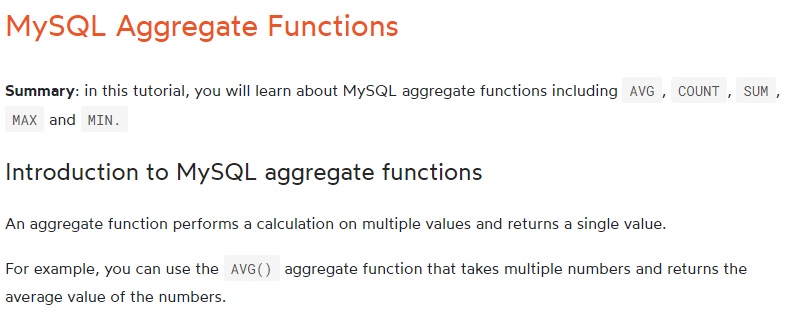 MySQL Aggregate Functions
Summary: in this tutorial, you will learn about MySQL aggregate functions including AVG , COUNT , SUM ,
MAX and MIN.
Introduction to MySQL aggregate functions
An aggregate function performs a calculation on multiple values and returns a single value.
For example, you can use the AVG() aggregate function that takes multiple numbers and returns the
average value of the numbers.